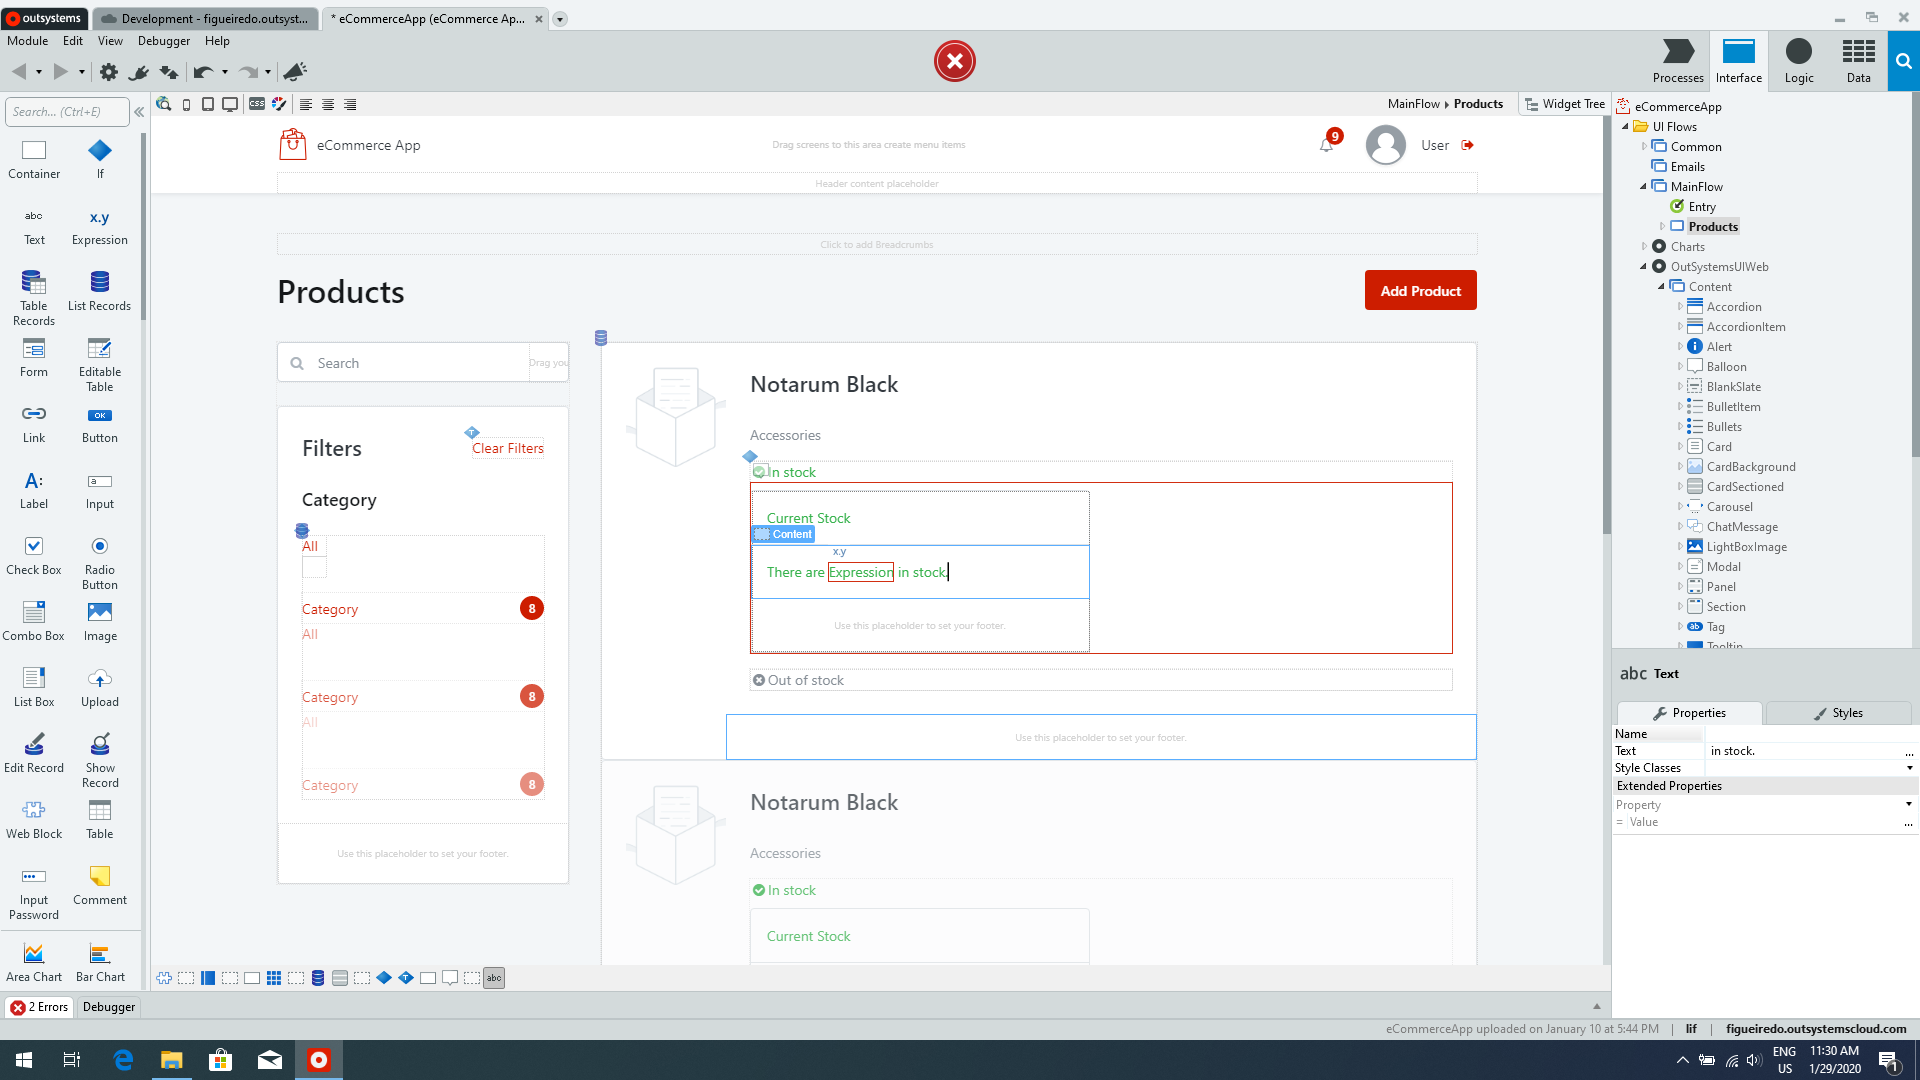 outsystems
Development - figueiredo.outsyst...
* eCommerceApp (eCommerce Ap...
Module Edit View Debugger Help
Processes Interface Logic Data
Search... (Ctrl+E)
MainFlow Products Widget Tree
Container If
Text Expression
abc x.y
Table Records List Records
Form Editable Table
Link Button
OK
Label Input
A: a
Check Box Radio Button
Combo Box Image
List Box Upload
Edit Record Show Record
Web Block Table
Input Password Comment
Area Chart Bar Chart
css
eCommerce App
Drag screens to this area create menu items
9
User
Header content placeholder
Click to add Breadcrumbs
Products
Add Product
Search
Drag you
Filters
Clear Filters
Category
All
Category 8
All
Category 8
All
Category 8
Use this placeholder to set your footer.
Notarum Black
Accessories
In stock
Current Stock
Content
x.y
There are Expression in stock.
Use this placeholder to set your footer.
Out of stock
Use this placeholder to set your footer.
Notarum Black
Accessories
In stock
Current Stock
abc
eCommerceApp
UI Flows
Common
Emails
MainFlow
Entry
Products
Charts
OutSystemsUIWeb
Content
Accordion
AccordionItem
Alert
Balloon
BlankSlate
BulletItem
Bullets
Card
CardBackground
CardSectioned
Carousel
ChatMessage
LightBoxImage
Modal
Panel
Section
Tag
Tooltip
abc Text
Properties Styles
Name
Text in stock. ...
Style Classes
Extended Properties
Property
= Value ...
2 Errors Debugger
eCommerceApp uploaded on January 10 at 5:44 PM | lif | figueiredo.outsystemscloud.com
ENG
US
11:30 AM
1/29/2020
1